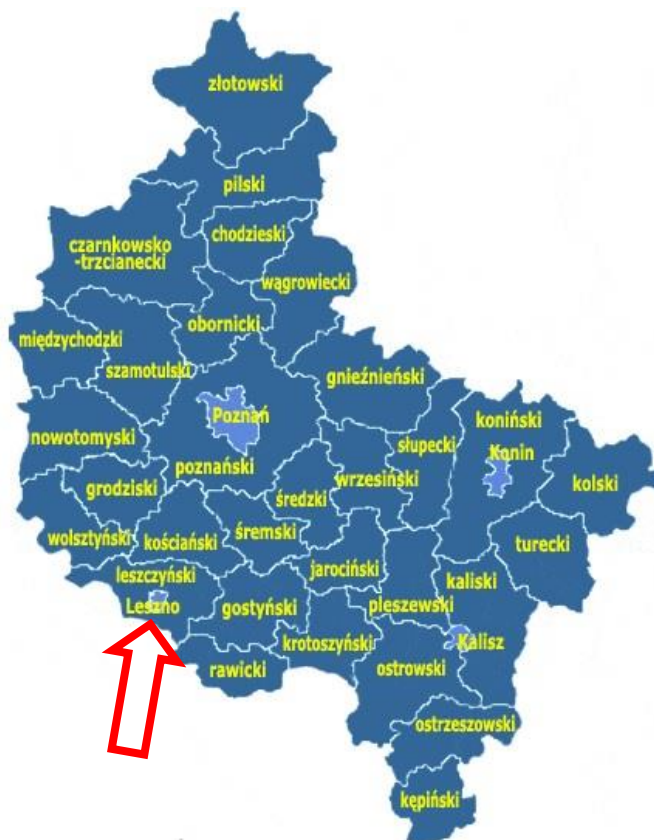 złotowski
pilski
chodzieski
czarnkowsko
-trzcianecki
wągrowiecki
obornicki
międzychodzki
szamotulski
gnieźnieński
Poznań
koniński
nowotomyski
słupecki
Konin
poznański
wrzesiński
kolski
grodziski
średzki
wolsztyński
kościański
śremski
turecki
leszczyński
jarociński
kaliski
Leszno
gostyński
pleszewski
krotoszyński
Kalisz
rawicki
ostrowski
ostrzeszowski
kępiński